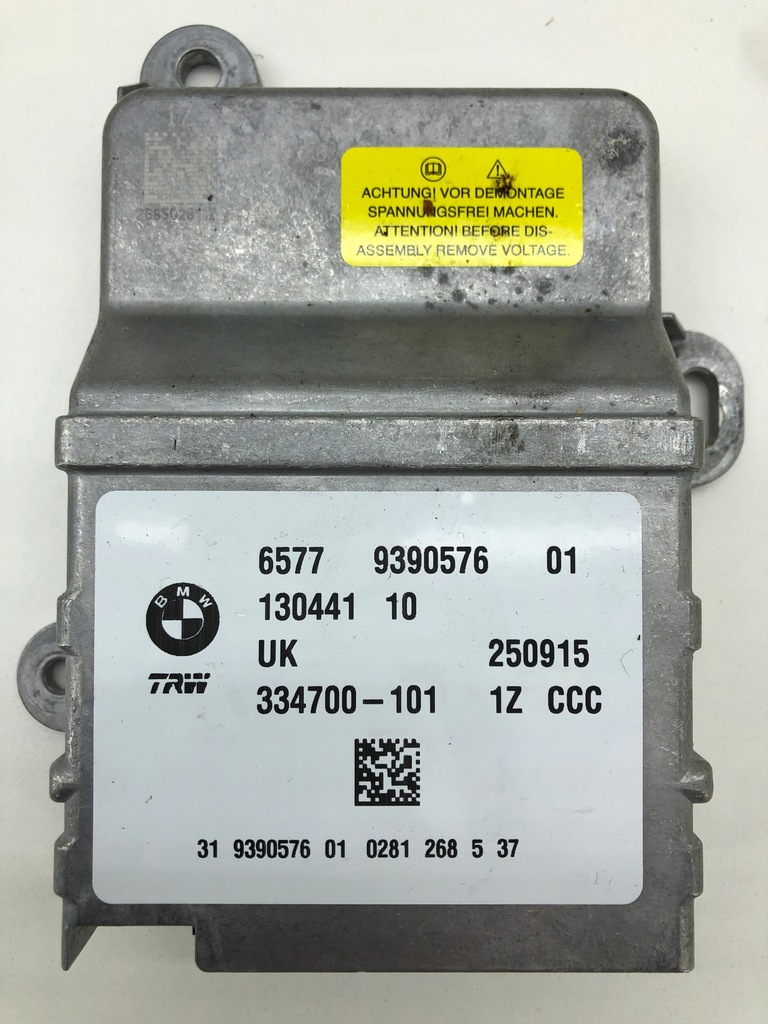 1Z
ACHTUNG! VOR DEMONTAGE
SPANNUNGSFREI MACHEN.
ATTENTION! BEFORE DIS-
ASSEMBLY REMOVE VOLTAGE.
6577 9390576 01
130441 10
BMW
UK 250915
TRW
334700-101 1Z CCC
31 9390576 01 0281 268 5 37